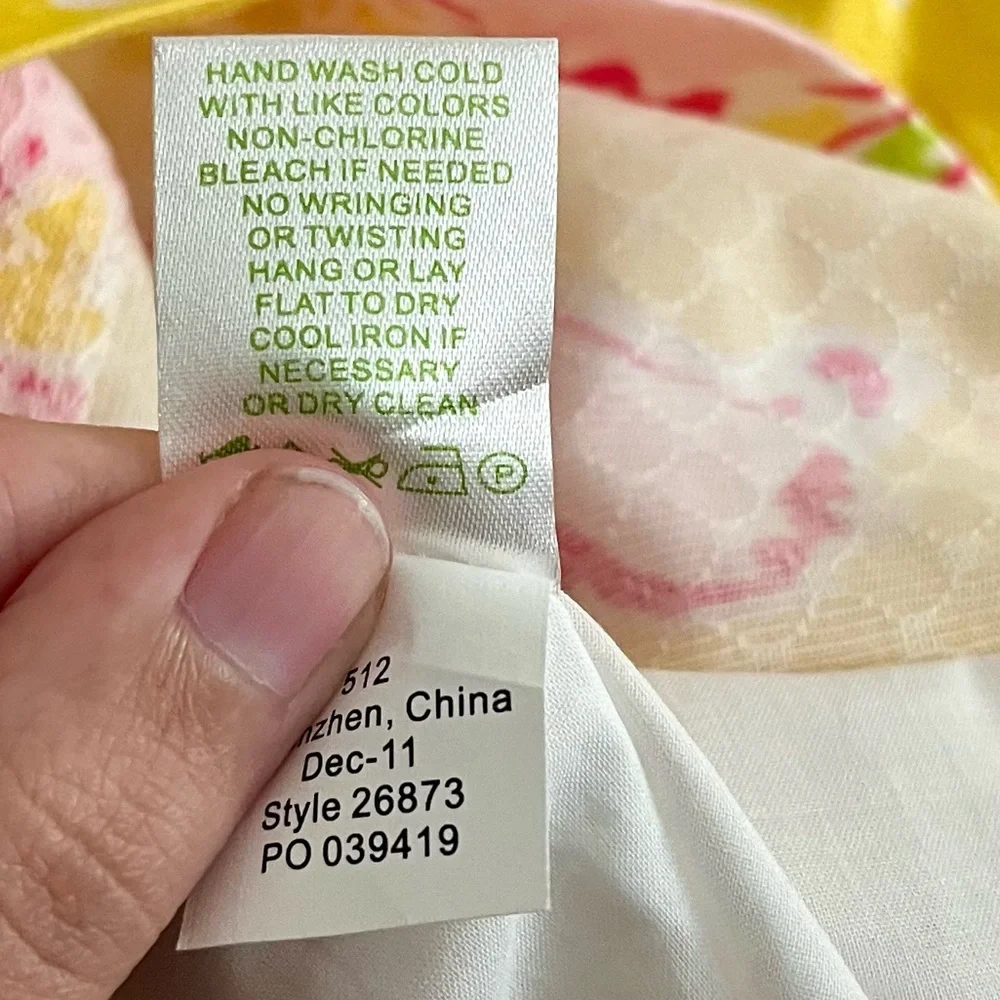 HAND WASH COLD
WITH LIKE COLORS
NON-CHLORINE
BLEACH IF NEEDED
NO WRINGING
OR TWISTING
HANG OR LAY
FLAT TO DRY
COOL IRON IF
NECESSARY
OR DRY CLEAN
P
512
China
Dec-11
Style 26873
PO 039419